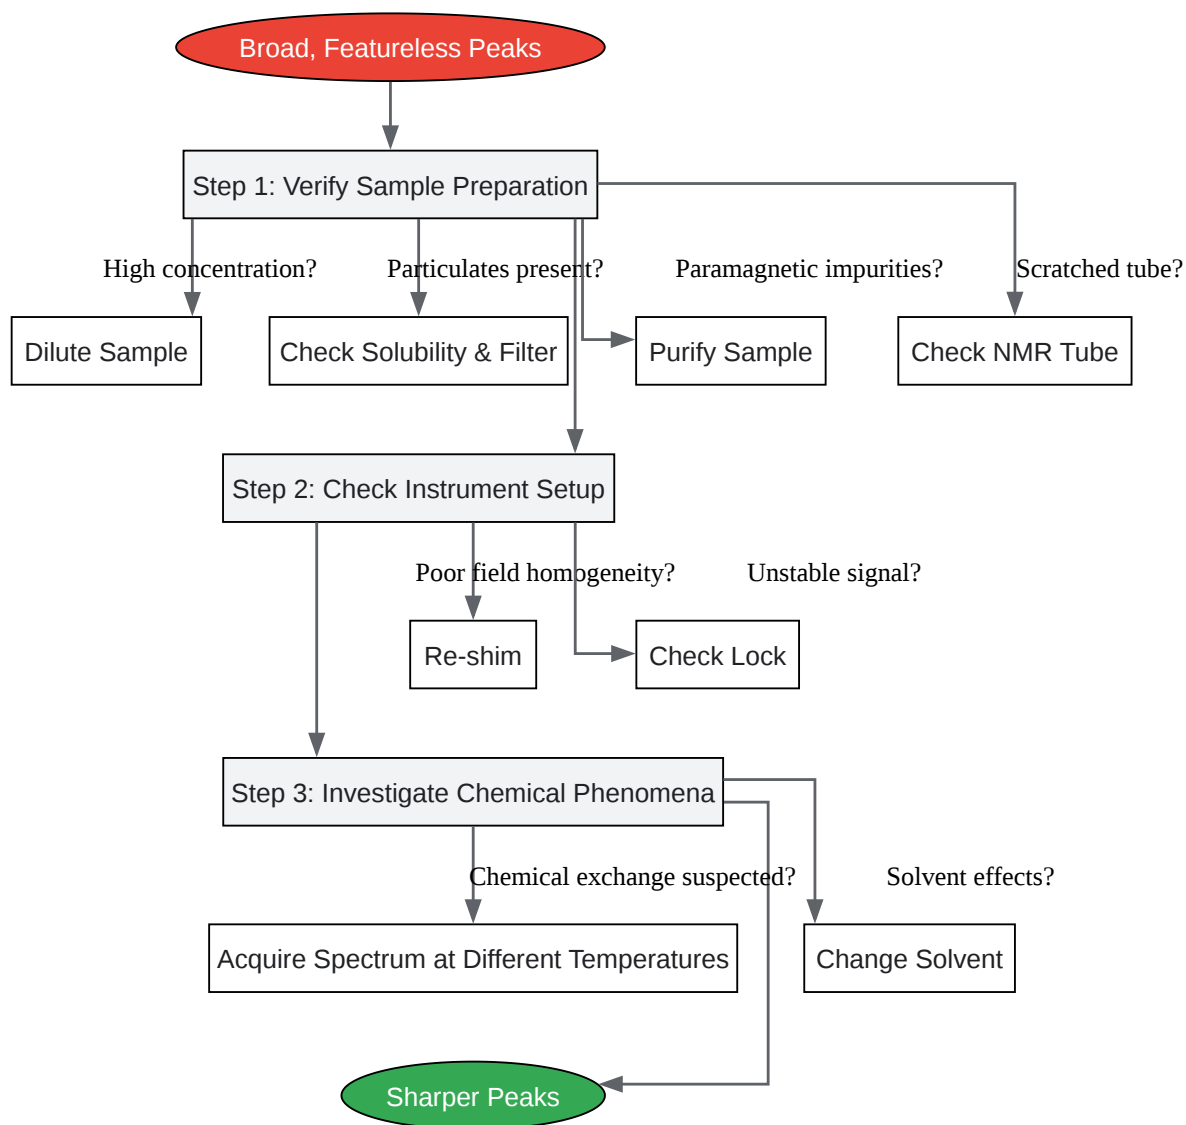 Broad, Featureless Peaks
Step 1: Verify Sample Preparation
High concentration?
Particulates present?
Paramagnetic impurities?
Scratched tube?
Dilute Sample
Check Solubility & Filter
Purify Sample
Check NMR Tube
Step 2: Check Instrument Setup
Poor field homogeneity?
Unstable signal?
Re-shim
Check Lock
Step 3: Investigate Chemical Phenomena
Chemical exchange suspected?
Solvent effects?
Acquire Spectrum at Different Temperatures
Change Solvent
Sharper Peaks